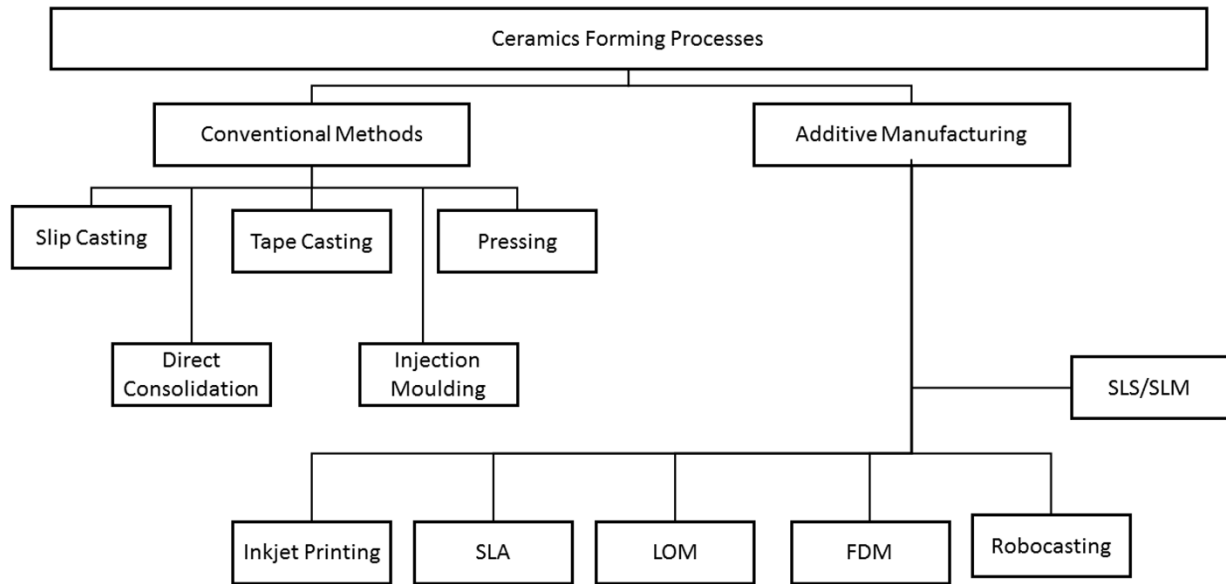 Ceramics Forming Processes
Conventional Methods
Additive Manufacturing
Slip Casting
Tape Casting
Pressing
Direct
Consolidation
Injection
Moulding
SLS/SLM
Inkjet Printing
SLA
LOM
FDM
Robocasting